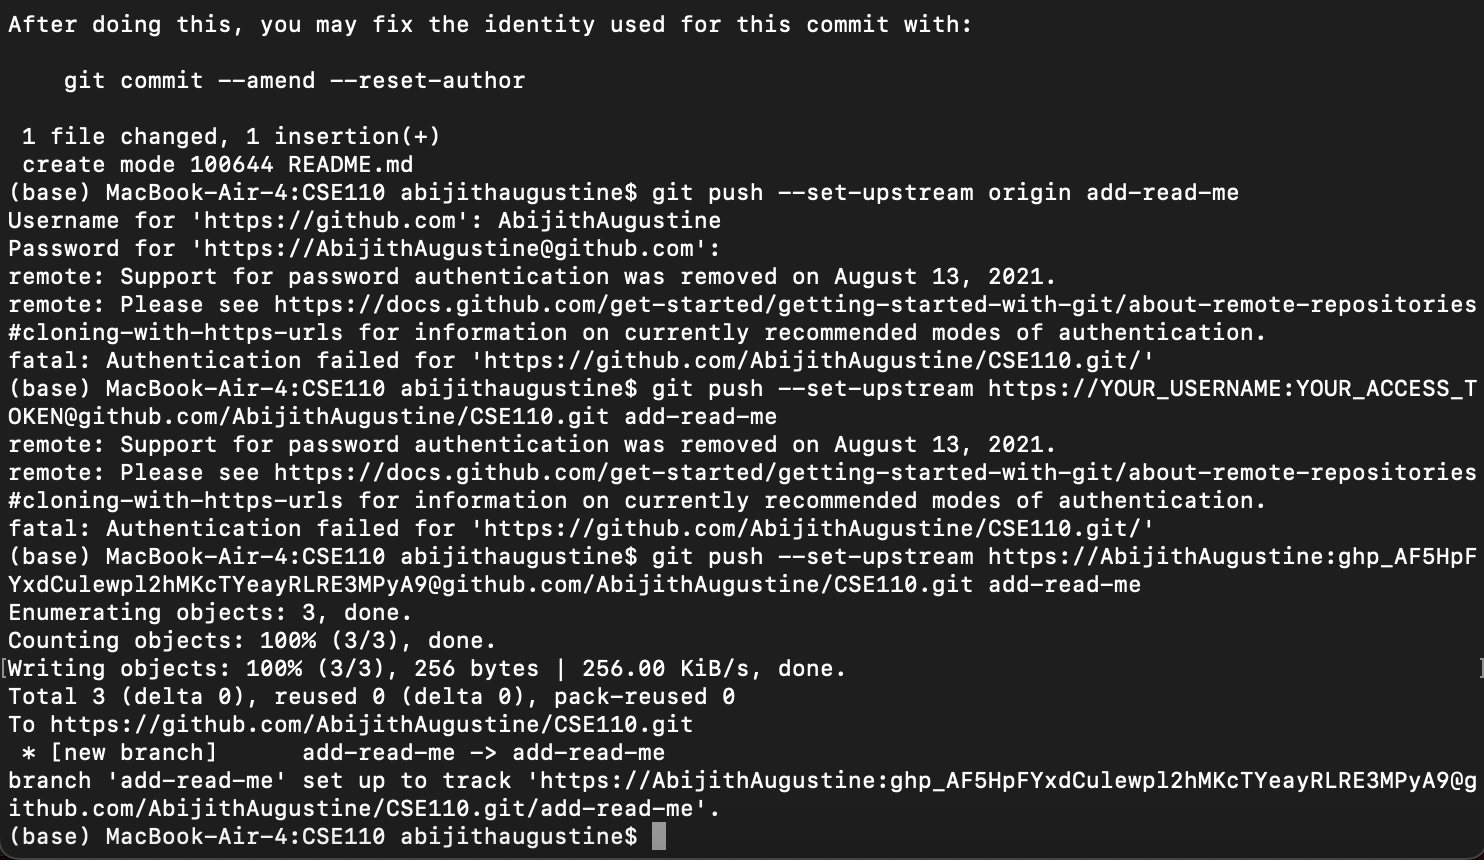 After doing this, you may fix the identity used for this commit with:
git commit --amend --reset-author
1 file changed, 1 insertion(+)
create mode 100644 README.md
(base) MacBook-Air-4:CSE110 abijithaugustine$ git push --set-upstream origin add-read-me
Username for 'https://github.com': AbijithAugustine
Password for 'https://AbijithAugustine@github.com':
remote: Support for password authentication was removed on August 13, 2021.
remote: Please see https://docs.github.com/get-started/getting-started-with-git/about-remote-repositories
#cloning-with-https-urls for information on currently recommended modes of authentication.
fatal: Authentication failed for 'https://github.com/AbijithAugustine/CSE110.git/'
(base) MacBook-Air-4:CSE110 abijithaugustine$ git push --set-upstream https://YOUR_USERNAME:YOUR_ACCESS_T
OKEN@github.com/AbijithAugustine/CSE110.git add-read-me
remote: Support for password authentication was removed on August 13, 2021.
remote: Please see https://docs.github.com/get-started/getting-started-with-git/about-remote-repositories
#cloning-with-https-urls for information on currently recommended modes of authentication.
fatal: Authentication failed for 'https://github.com/AbijithAugustine/CSE110.git/'
(base) MacBook-Air-4:CSE110 abijithaugustine$ git push --set-upstream https://AbijithAugustine:ghp_AF5HpF
YxdCulewpl2hMKcTYeayRLRE3MPyA9@github.com/AbijithAugustine/CSE110.git add-read-me
Enumerating objects: 3, done.
Counting objects: 100% (3/3), done.
[Writing objects: 100% (3/3), 256 bytes | 256.00 KiB/s, done. ]
Total 3 (delta 0), reused 0 (delta 0), pack-reused 0
To https://github.com/AbijithAugustine/CSE110.git
* [new branch]      add-read-me -> add-read-me
branch 'add-read-me' set up to track 'https://AbijithAugustine: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@g
ithub.com/AbijithAugustine/CSE110.git/add-read-me'.
(base) MacBook-Air-4:CSE110 abijithaugustine$